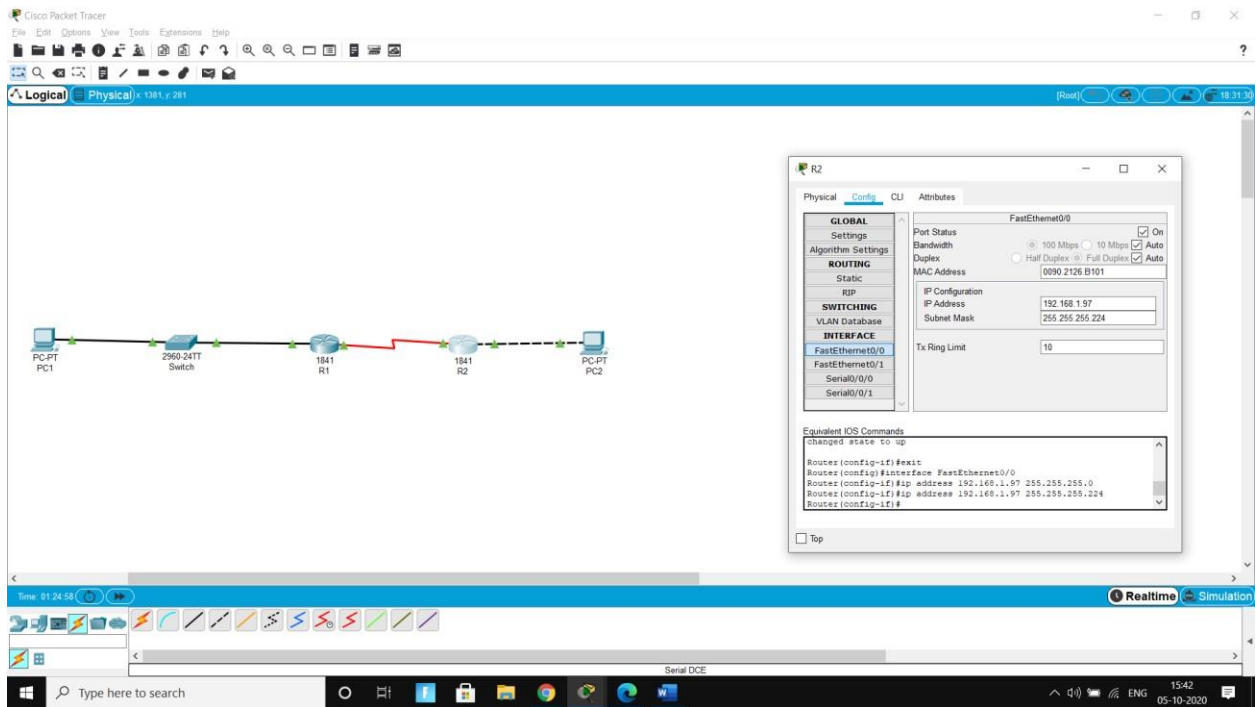 Cisco Packet Tracer
File Edit Options View Tools Extensions Help
?
Logical Physical x: 1381, y: 281 [Root] 18:31:30
R2
Physical Config CLI Attributes
GLOBAL
Settings
Algorithm Settings
ROUTING
Static
RIP
SWITCHING
VLAN Database
INTERFACE
FastEthernet0/0
FastEthernet0/1
Serial0/0/0
Serial0/0/1
FastEthernet0/0
Port Status On
Bandwidth 100 Mbps 10 Mbps Auto
Duplex Half Duplex Full Duplex Auto
MAC Address 0090.2126.B101
IP Configuration
IP Address 192.168.1.97
Subnet Mask 255.255.255.224
Tx Ring Limit 10
Equivalent IOS Commands
changed state to up
Router(config-if)#exit
Router(config)#interface FastEthernet0/0
Router(config-if)#ip address 192.168.1.97 255.255.255.0
Router(config-if)#ip address 192.168.1.97 255.255.255.224
Router(config-if)#
Top
PC-PT
PC1
2960-24TT
Switch
1841
R1
1841
R2
PC-PT
PC2
Time: 01:24:58 Realtime Simulation
Serial DCE
Type here to search
ENG
15:42
05-10-2020